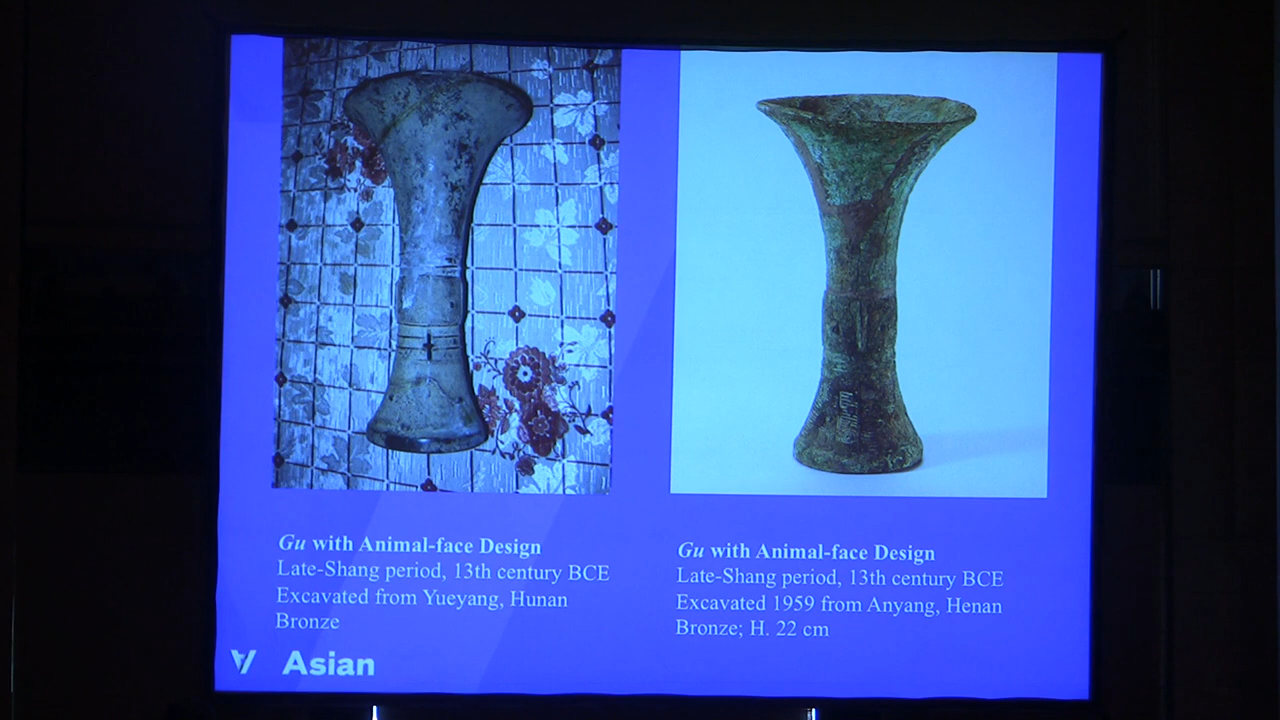 Gu with Animal-face Design
Late-Shang period, 13th century BCE
Excavated from Yueyang, Hunan
Bronze
Gu with Animal-face Design
Late-Shang period, 13th century BCE
Excavated 1959 from Anyang, Henan
Bronze; H. 22 cm
Asian